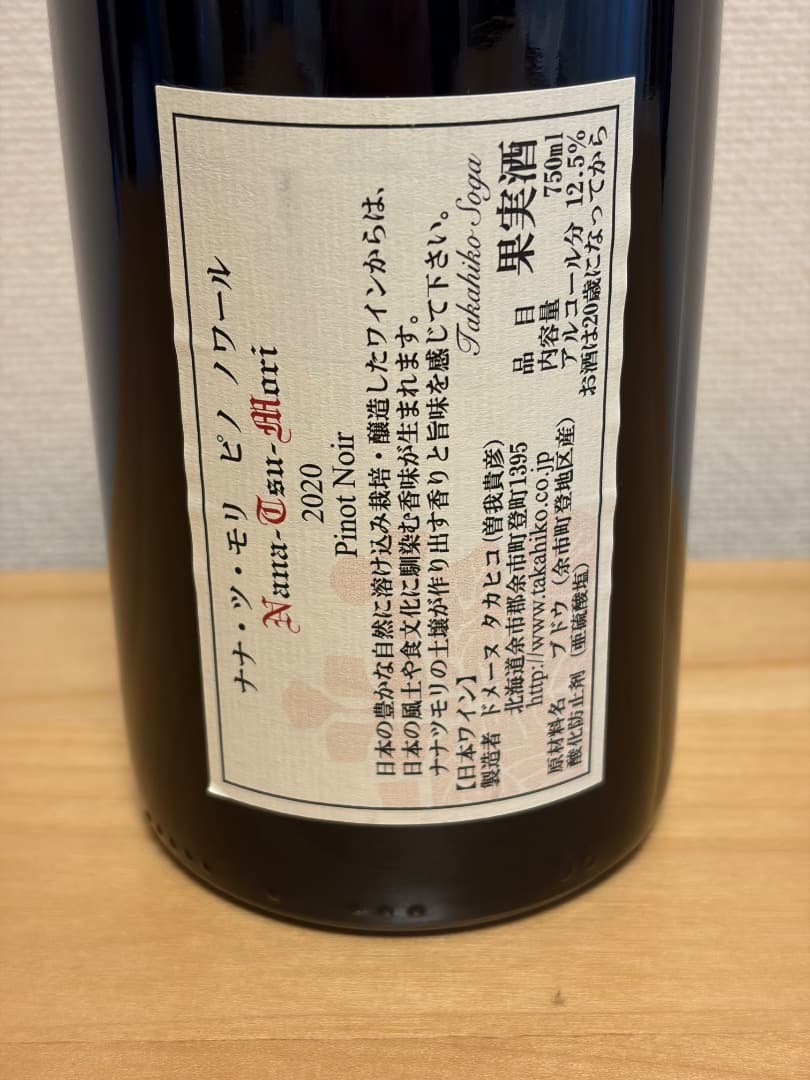 ナナ・ツ・モリ ピノ ノワール
Nana-Tsu-Mori
2020
Pinot Noir
日本の豊かな自然に溶け込み栽培・醸造したワインからは、
日本の風土や食文化に馴染む香味が生まれます。
ナナツモリの土壌が作り出す香りと旨味を感じて下さい。
Takahiko Soga
【日本ワイン】
製造者 ドメーヌ タカヒコ (曽我貴彦)
北海道余市郡余市町登町1395
http://www.takahiko.co.jp
原材料名 ブドウ (余市町登地区産)
酸化防止剤 (亜硫酸塩)
品目 果実酒
内容量 750ml
アルコール分 12.5%
お酒は20歳になってから